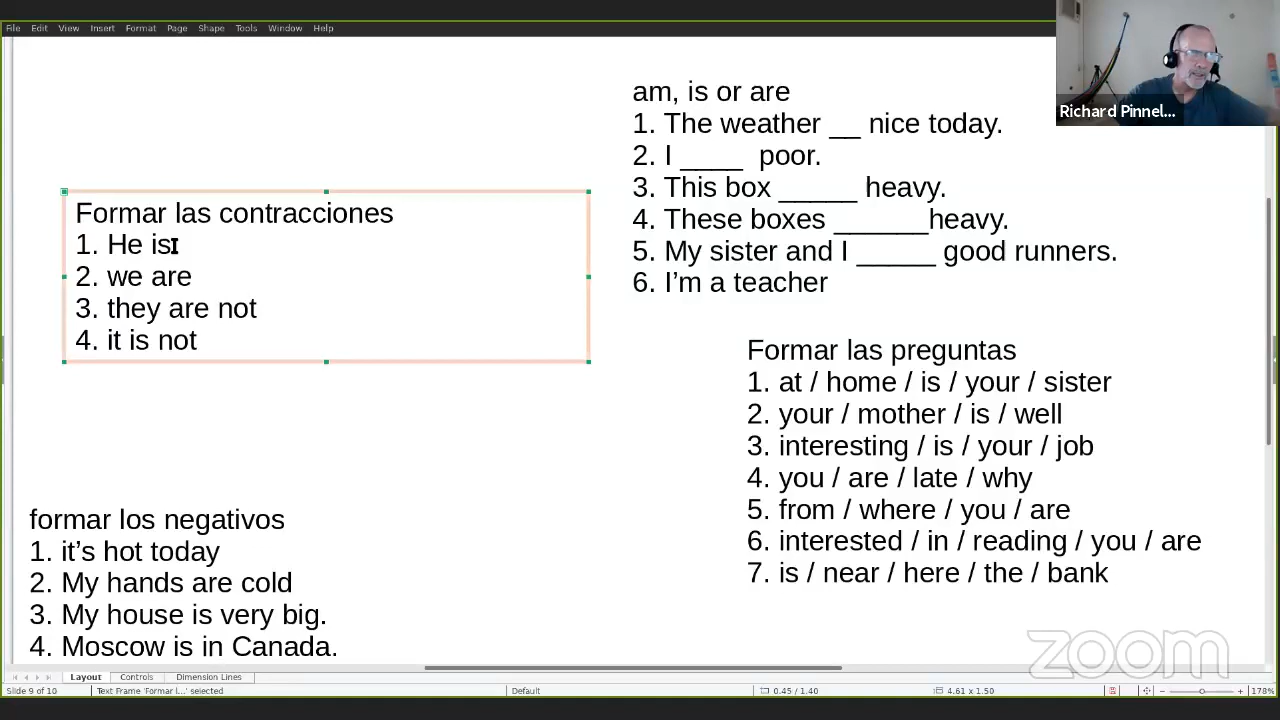 File Edit View Insert Format Page Shape Tools Window Help
Richard Pinnel...
am, is or are
1. The weather __ nice today.
2. I ____ poor.
3. This box _____ heavy.
4. These boxes ______heavy.
5. My sister and I _____ good runners.
6. I’m a teacher
Formar las contracciones
1. He is
2. we are
3. they are not
4. it is not
Formar las preguntas
1. at / home / is / your / sister
2. your / mother / is / well
3. interesting / is / your / job
4. you / are / late / why
5. from / where / you / are
6. interested / in / reading / you / are
7. is / near / here / the / bank
formar los negativos
1. it’s hot today
2. My hands are cold
3. My house is very big.
4. Moscow is in Canada.
zoom
Layout Controls Dimension Lines
Slide 9 of 10 Text Frame 'Formar l...' selected Default 0.45 / 1.40 4.61 x 1.50 178%